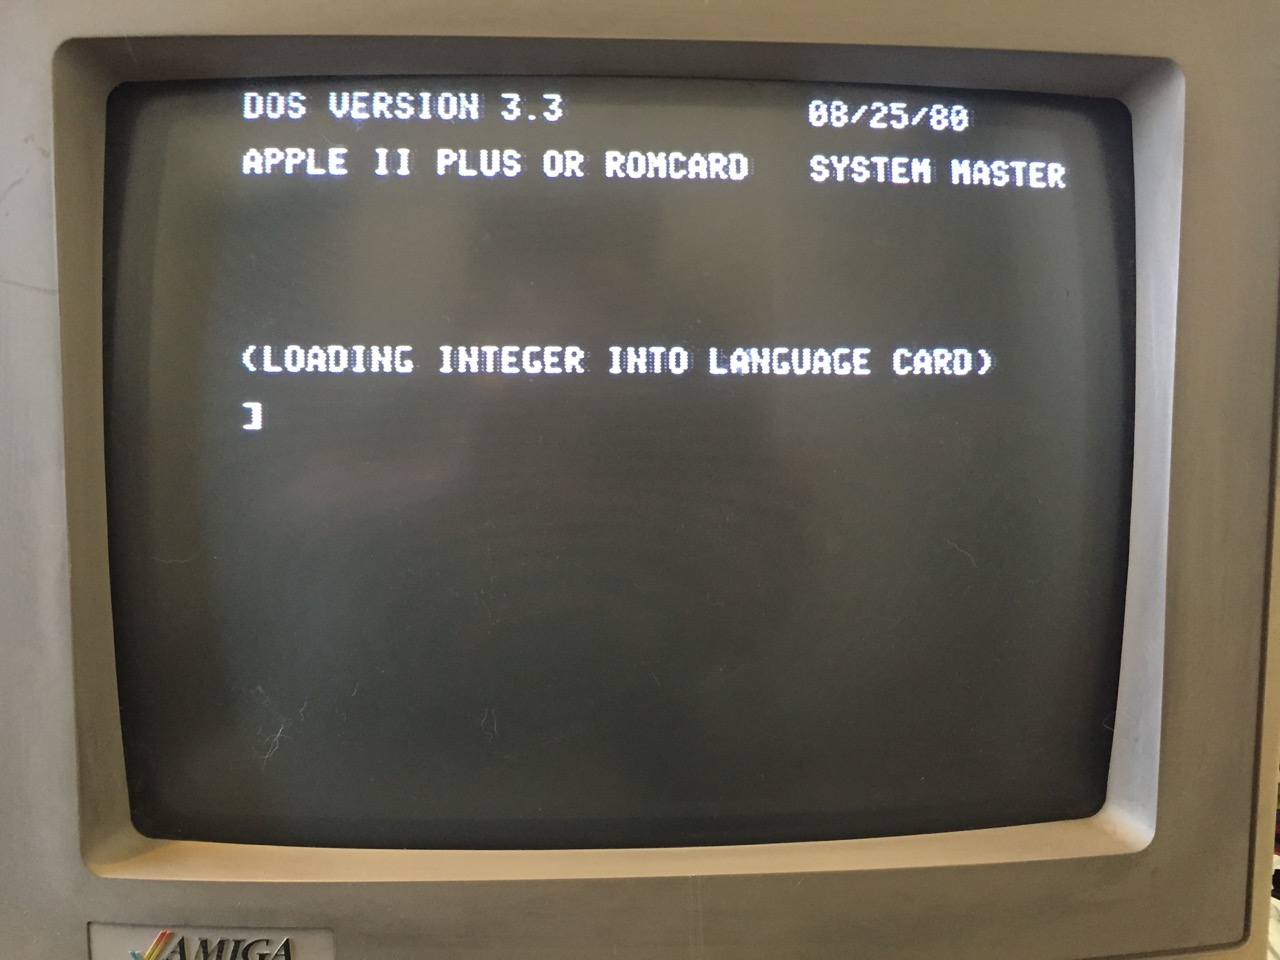 DOS VERSION 3.3 08/25/80
APPLE II PLUS OR ROMCARD SYSTEM MASTER
(LOADING INTEGER INTO LANGUAGE CARD)
]
AMIGA